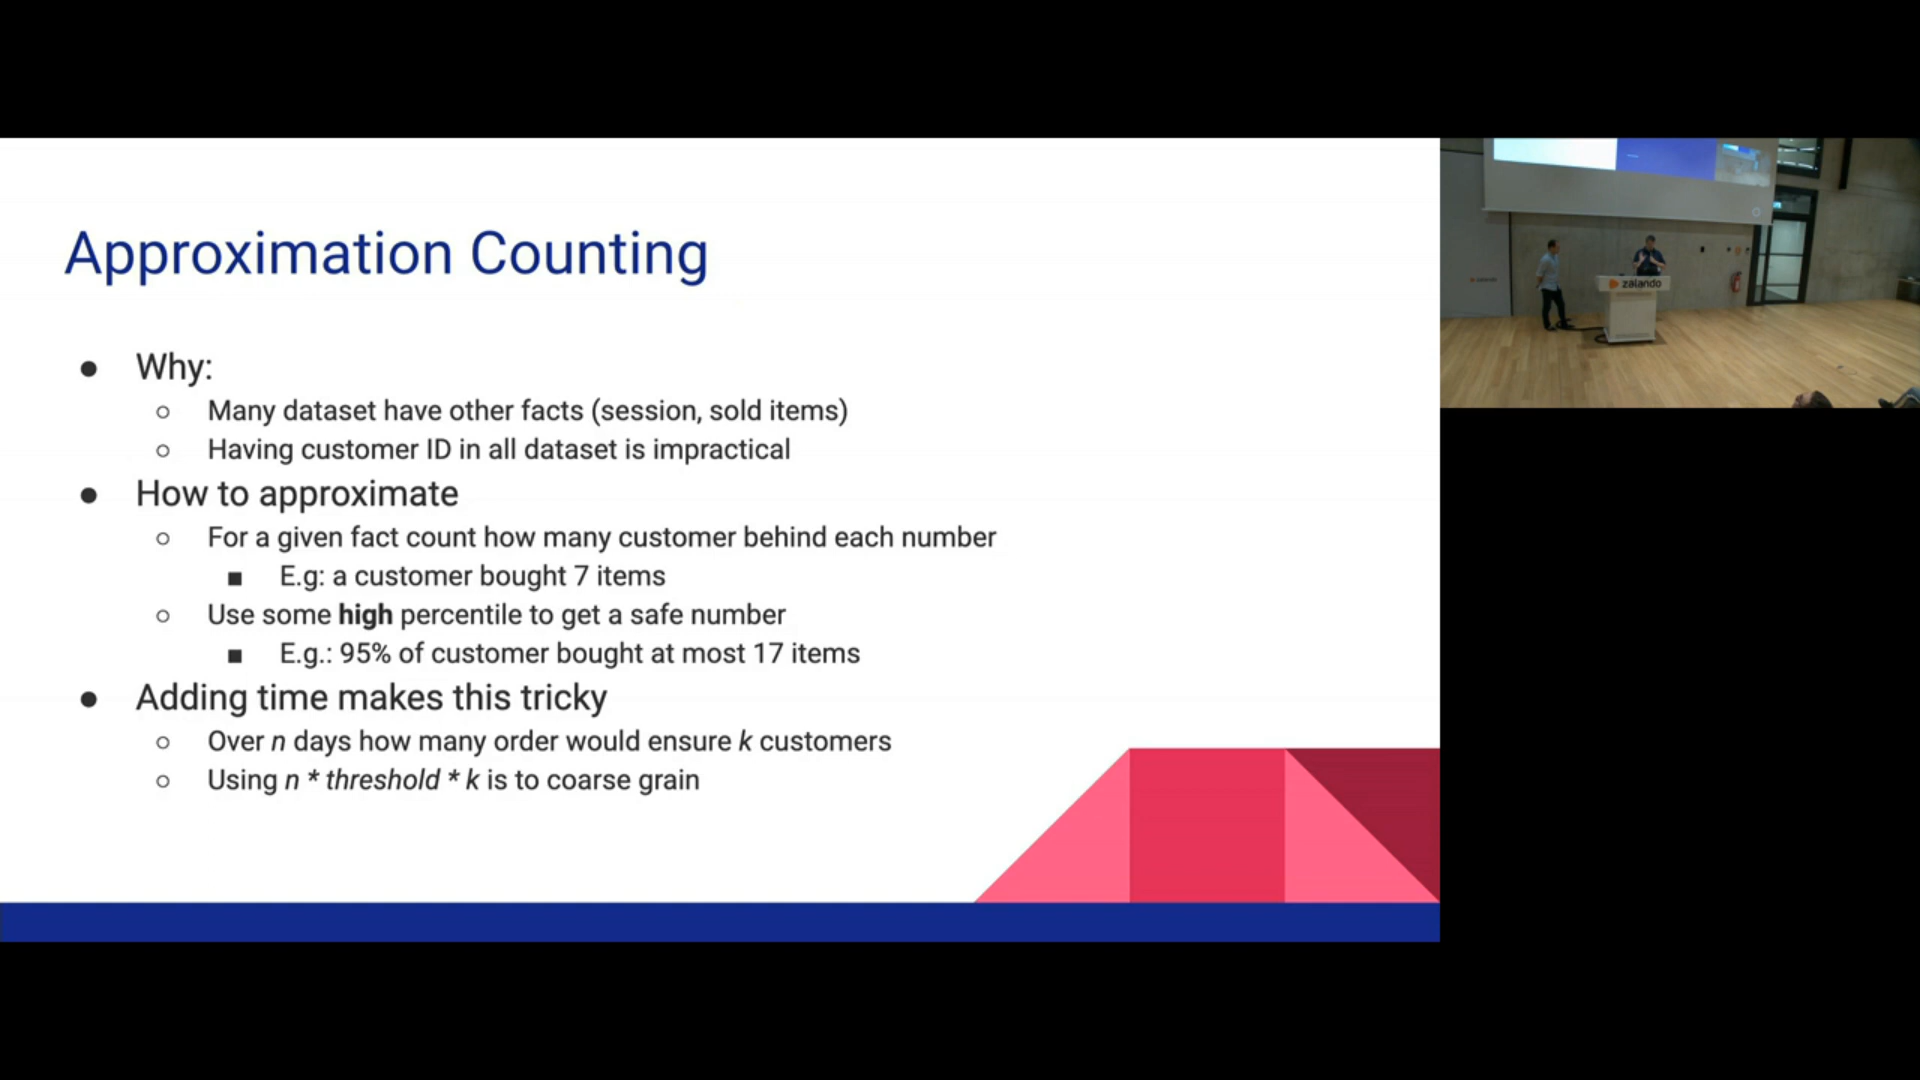 Approximation Counting
● Why:
○ Many dataset have other facts (session, sold items)
○ Having customer ID in all dataset is impractical
● How to approximate
○ For a given fact count how many customer behind each number
■ E.g: a customer bought 7 items
○ Use some high percentile to get a safe number
■ E.g.: 95% of customer bought at most 17 items
● Adding time makes this tricky
○ Over n days how many order would ensure k customers
○ Using n * threshold * k is to coarse grain
zalando